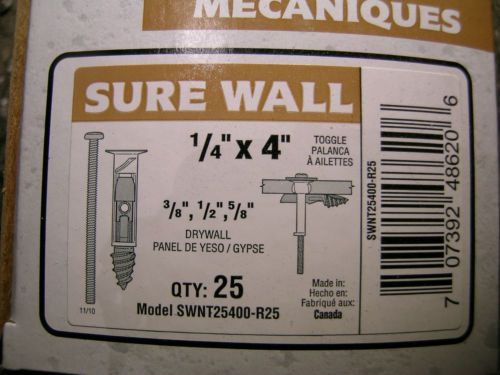 MÉCANIQUES
SURE WALL
1/4" x 4"
TOGGLE
PALANCA
À AILETTES
3/8", 1/2", 5/8"
DRYWALL
PANEL DE YESO / GYPSE
QTY: 25
Model SWNT25400-R25
11/10
Made in:
Hecho en:
Fabriqué aux:
Canada
SWNT25400-R25
7 07392 48620 6